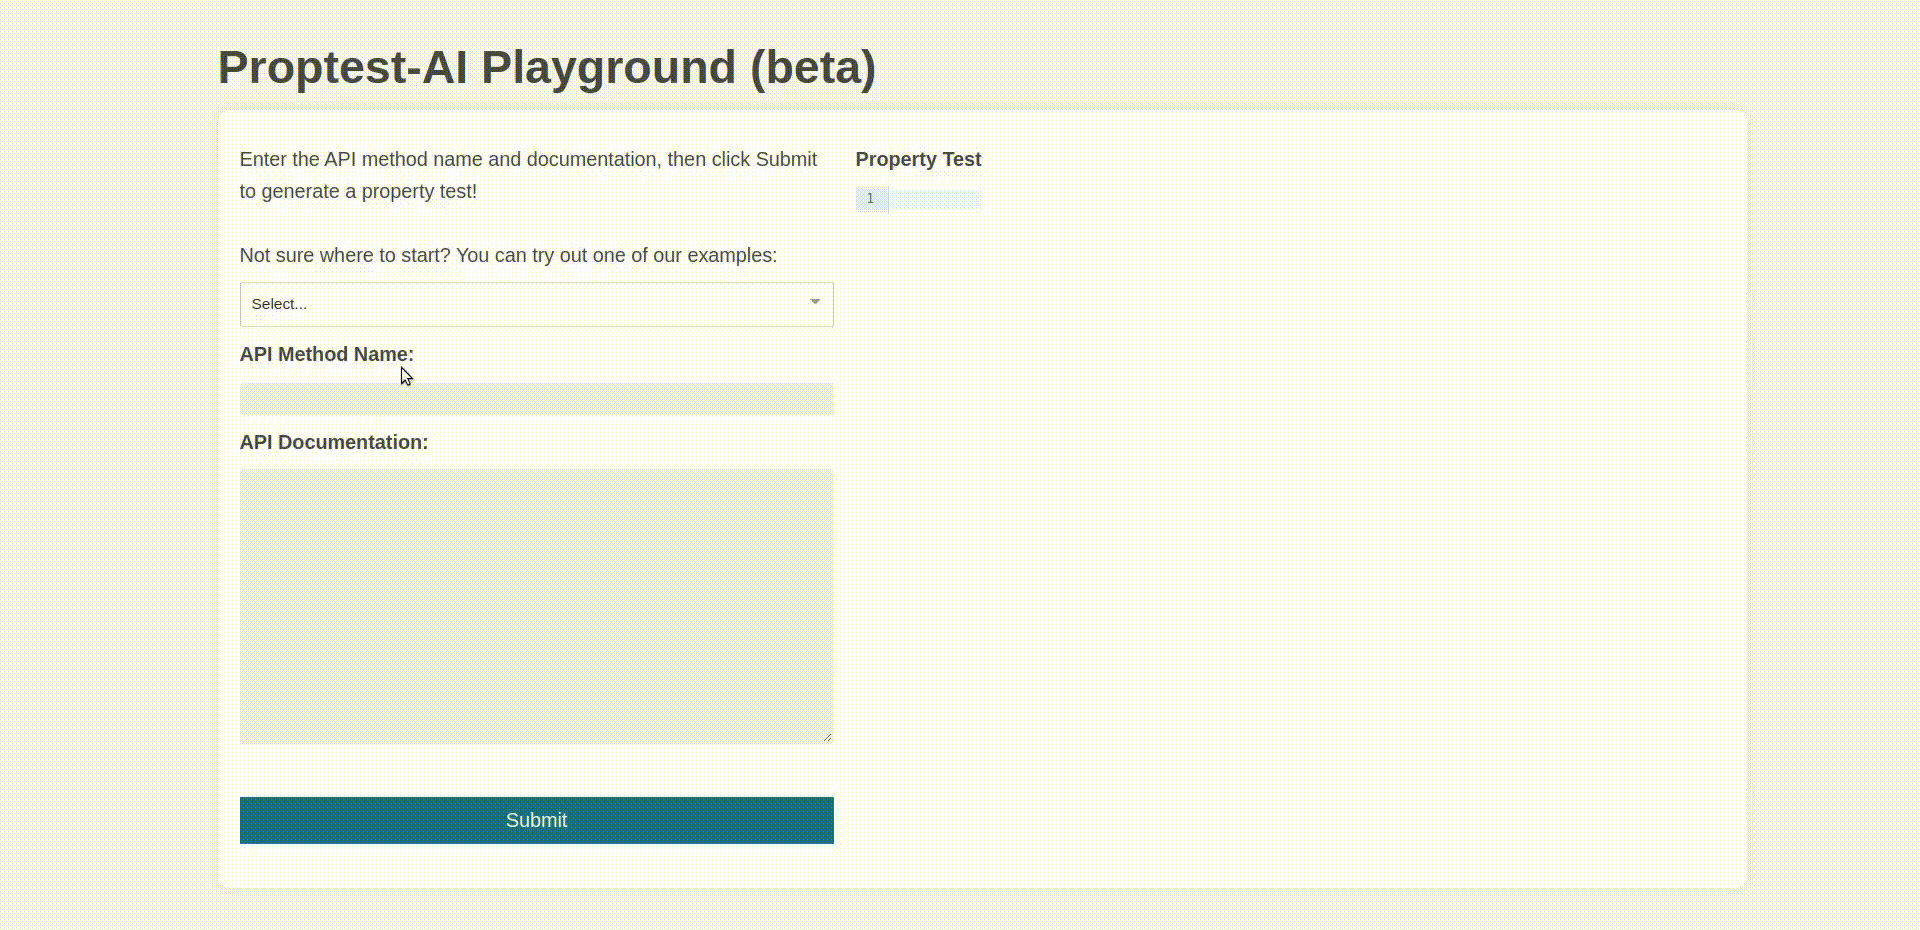 Proptest-AI Playground (beta)
Enter the API method name and documentation, then click Submit
to generate a property test!
Not sure where to start? You can try out one of our examples:
Select...
API Method Name:
API Documentation:
Submit
Property Test
1